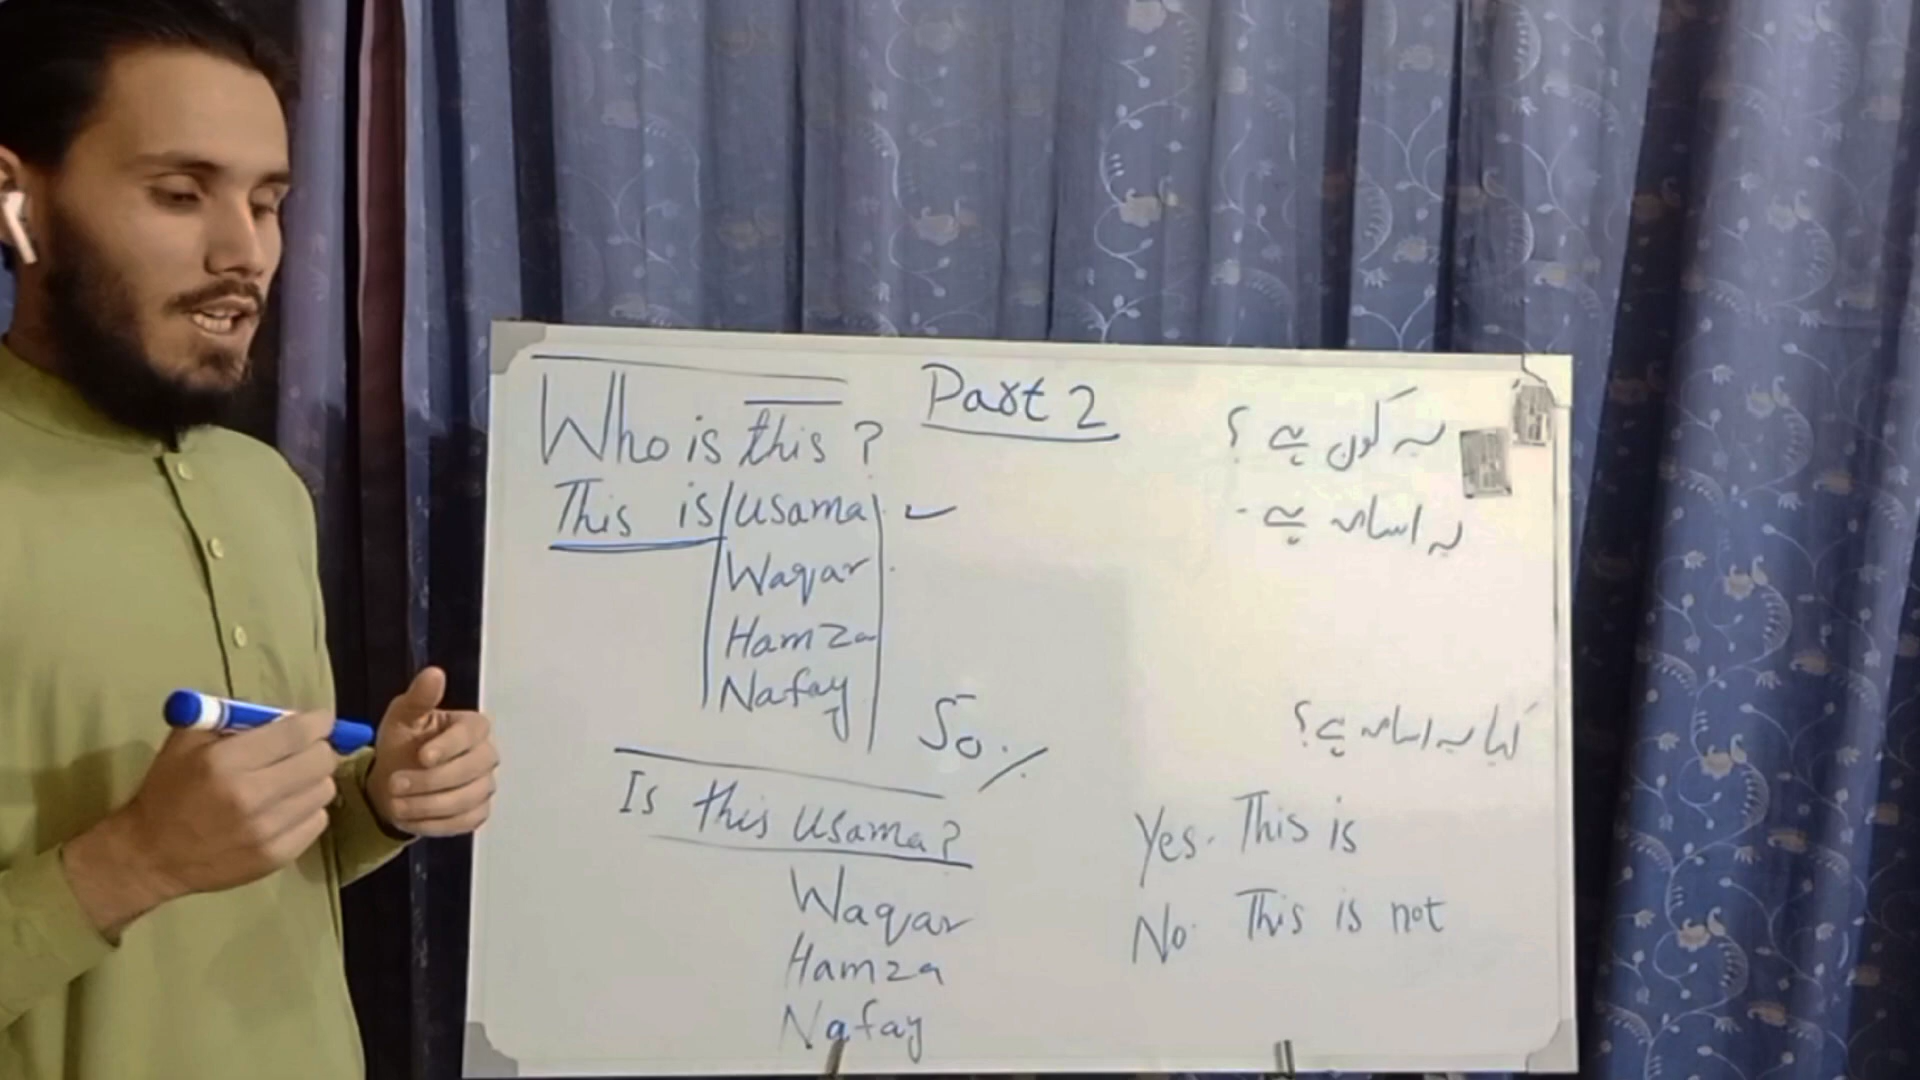 Part 2
Who is this ?
This is Usama
Waqar
Hamza
Nafay
50%
Is this Usama?
Waqar
Hamza
Nafay
یہ کون ہے ؟
یہ اسامہ ہے -
کیا یہ اسامہ ہے؟
Yes. This is
No. This is not